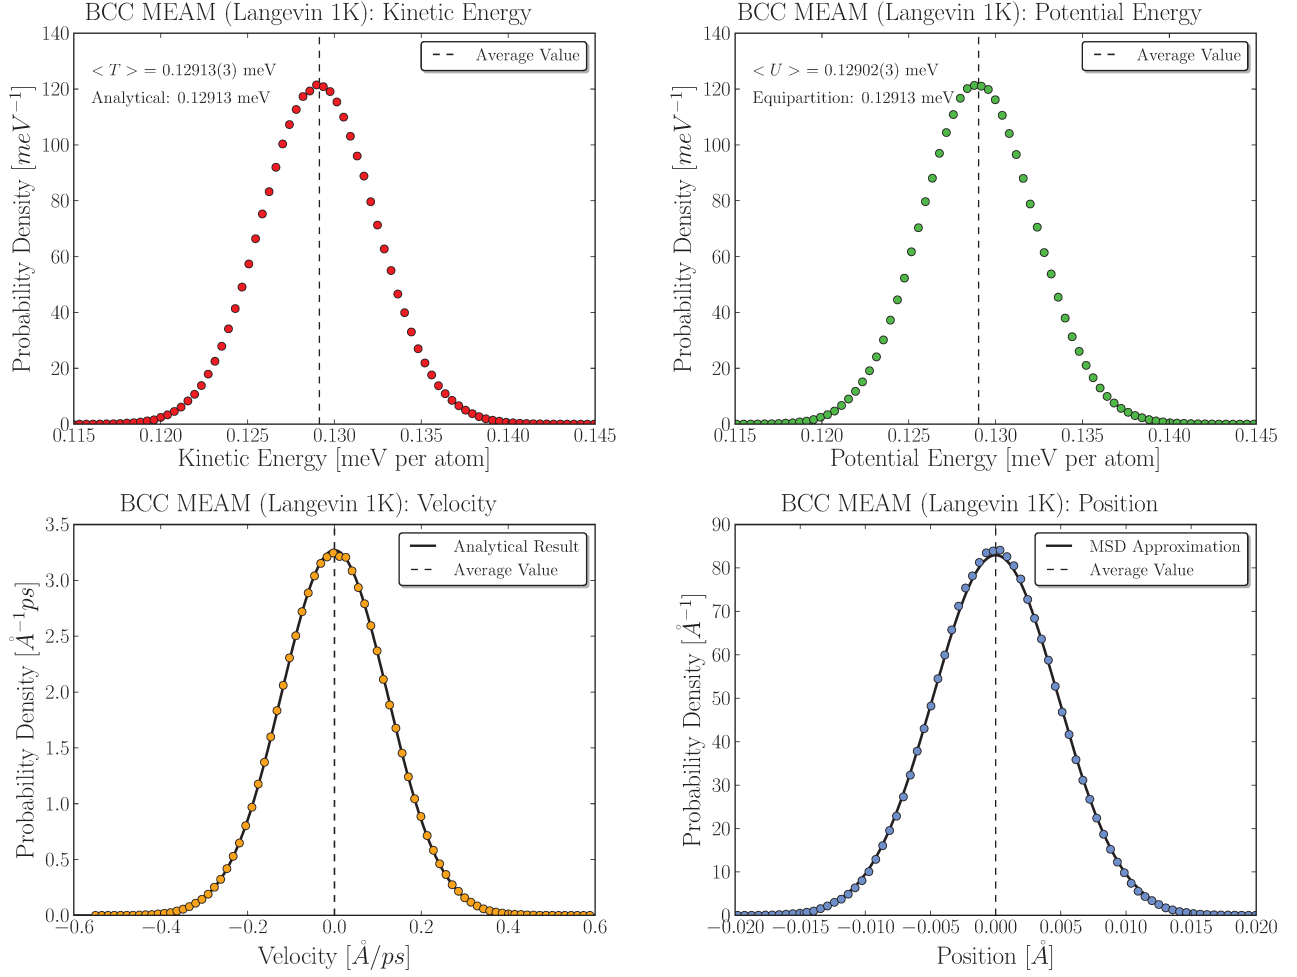 BCC MEAM (Langevin 1K): Kinetic Energy
140
120
100
80
60
40
20
0
Probability Density [meV⁻¹]
< T > = 0.12913(3) meV
Analytical: 0.12913 meV
Average Value
0.115 0.120 0.125 0.130 0.135 0.140 0.145
Kinetic Energy [meV per atom]
BCC MEAM (Langevin 1K): Potential Energy
140
120
100
80
60
40
20
0
Probability Density [meV⁻¹]
< U > = 0.12902(3) meV
Equipartition: 0.12913 meV
Average Value
0.115 0.120 0.125 0.130 0.135 0.140 0.145
Potential Energy [meV per atom]
BCC MEAM (Langevin 1K): Velocity
3.5
3.0
2.5
2.0
1.5
1.0
0.5
0.0
Probability Density [Å⁻¹ps]
Analytical Result
Average Value
−0.6 −0.4 −0.2 0.0 0.2 0.4 0.6
Velocity [Å/ps]
BCC MEAM (Langevin 1K): Position
90
80
70
60
50
40
30
20
10
0
Probability Density [Å⁻¹]
MSD Approximation
Average Value
−0.020 −0.015 −0.010 −0.005 0.000 0.005 0.010 0.015 0.020
Position [Å]